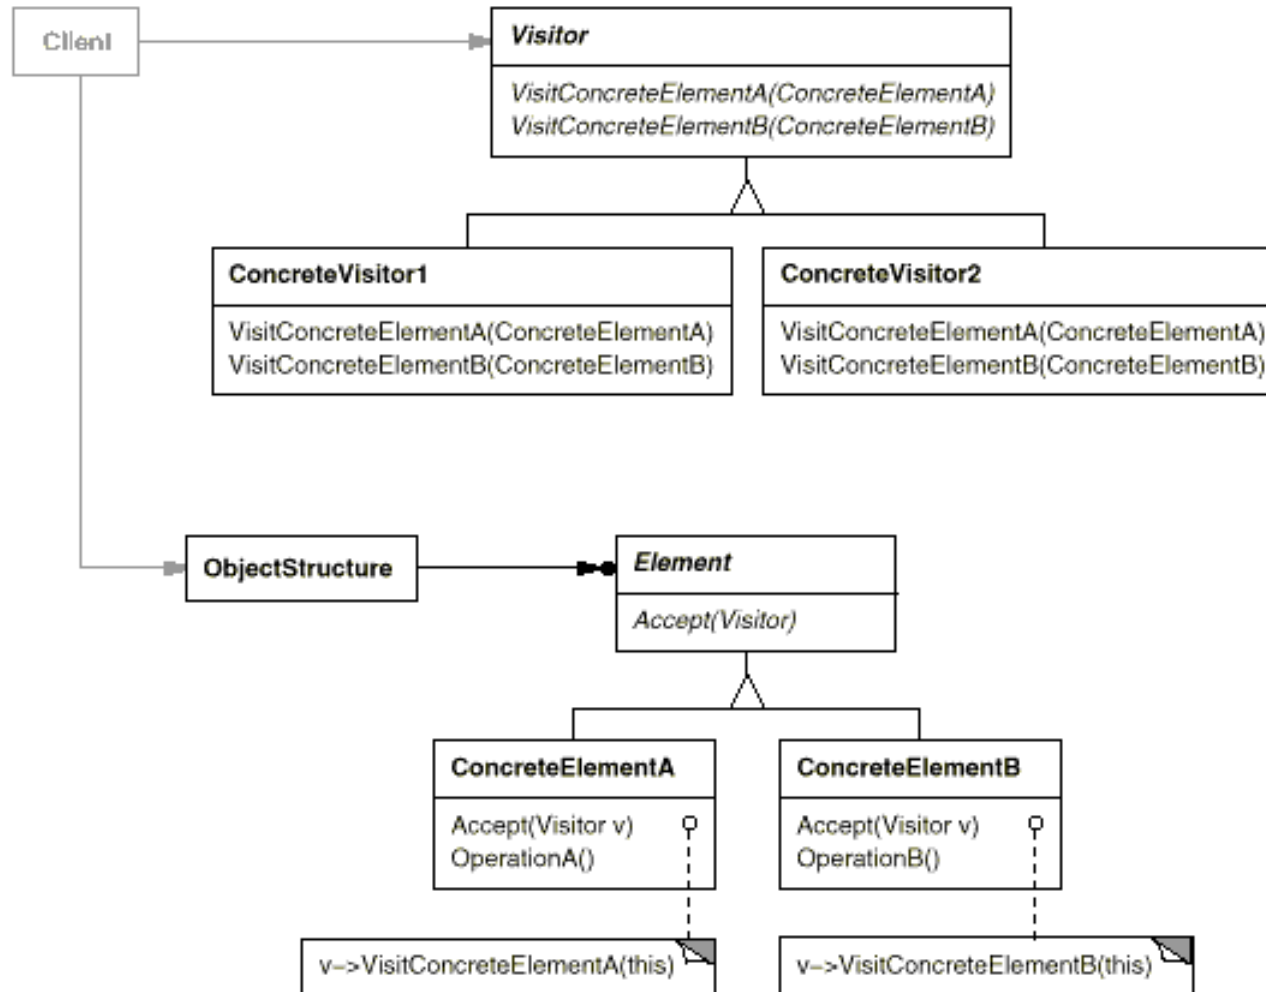 Client
Visitor
VisitConcreteElementA(ConcreteElementA)
VisitConcreteElementB(ConcreteElementB)
ConcreteVisitor1
VisitConcreteElementA(ConcreteElementA)
VisitConcreteElementB(ConcreteElementB)
ConcreteVisitor2
VisitConcreteElementA(ConcreteElementA)
VisitConcreteElementB(ConcreteElementB)
ObjectStructure
Element
Accept(Visitor)
ConcreteElementA
Accept(Visitor v)
OperationA()
ConcreteElementB
Accept(Visitor v)
OperationB()
v–>VisitConcreteElementA(this)
v–>VisitConcreteElementB(this)